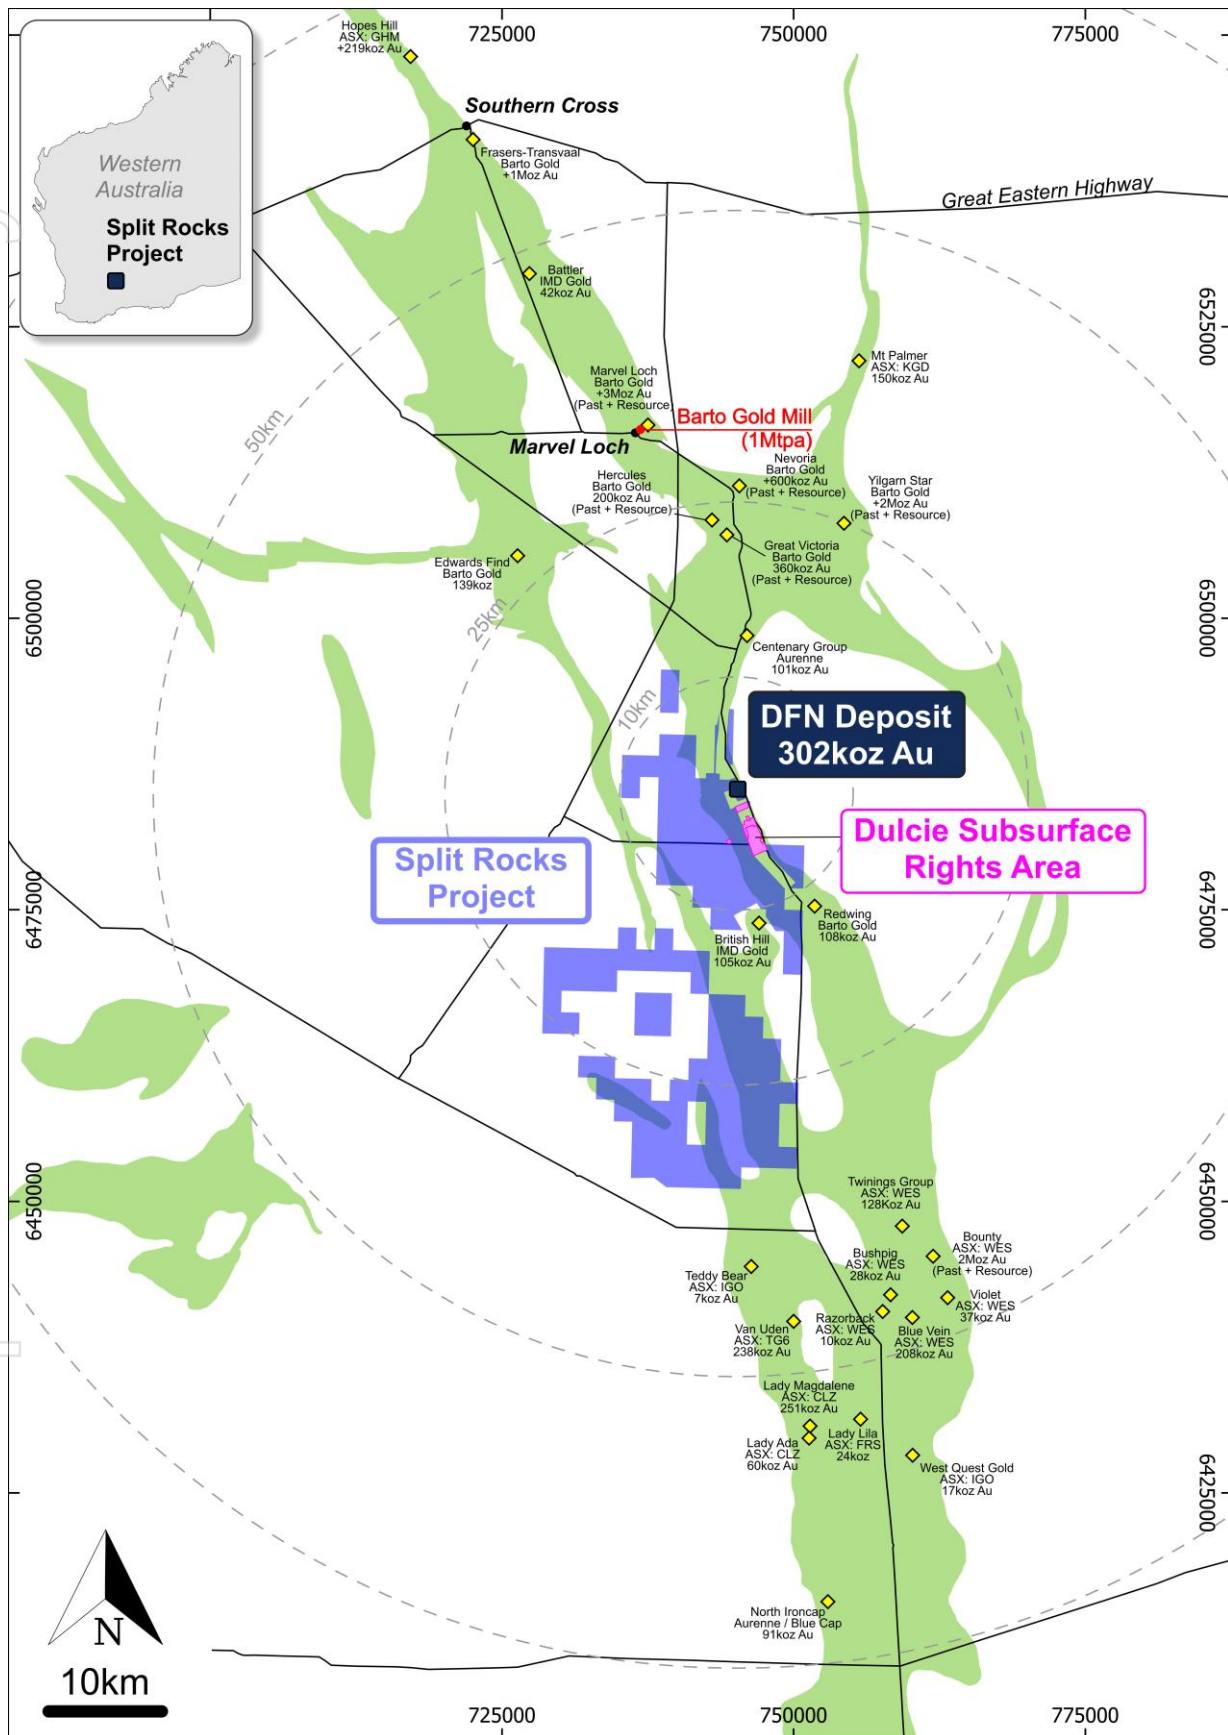 Hopes Hill
ASX: GHM
+219koz Au
725000
750000
775000
Western
Australia
Split Rocks
Project
Southern Cross
Frasers-Transvaal
Barto Gold
+1Moz Au
Great Eastern Highway
Battler
IMD Gold
42koz Au
6525000
Mt Palmer
ASX: KGD
150koz Au
Marvel Loch
Barto Gold
+3Moz Au
(Past + Resource)
Barto Gold Mill
(1Mtpa)
Marvel Loch
50km
Nevoria
Barto Gold
+600koz Au
(Past + Resource)
Hercules
Barto Gold
200koz Au
(Past + Resource)
Yilgarn Star
Barto Gold
+2Moz Au
(Past + Resource)
Great Victoria
Barto Gold
360koz Au
(Past + Resource)
Edwards Find
Barto Gold
139koz
25km
6500000
6500000
Centenary Group
Aurenne
101koz Au
10km
DFN Deposit
302koz Au
Dulcie Subsurface
Rights Area
Split Rocks
Project
6475000
6475000
Redwing
Barto Gold
108koz Au
British Hill
IMD Gold
105koz Au
6450000
6450000
Twinings Group
ASX: WES
128Koz Au
Bounty
ASX: WES
2Moz Au
(Past + Resource)
Bushpig
ASX: WES
28koz Au
Teddy Bear
ASX: IGO
7koz Au
Violet
ASX: WES
37koz Au
Razorback
ASX: WES
10koz Au
Blue Vein
ASX: WES
208koz Au
Van Uden
ASX: TG6
238koz Au
Lady Magdalene
ASX: CLZ
251koz Au
Lady Ada
ASX: CLZ
60koz Au
Lady Lila
ASX: FRS
24koz
West Quest Gold
ASX: IGO
17koz Au
6425000
North Ironcap
Aurenne / Blue Cap
91koz Au
N
10km
725000
750000
775000